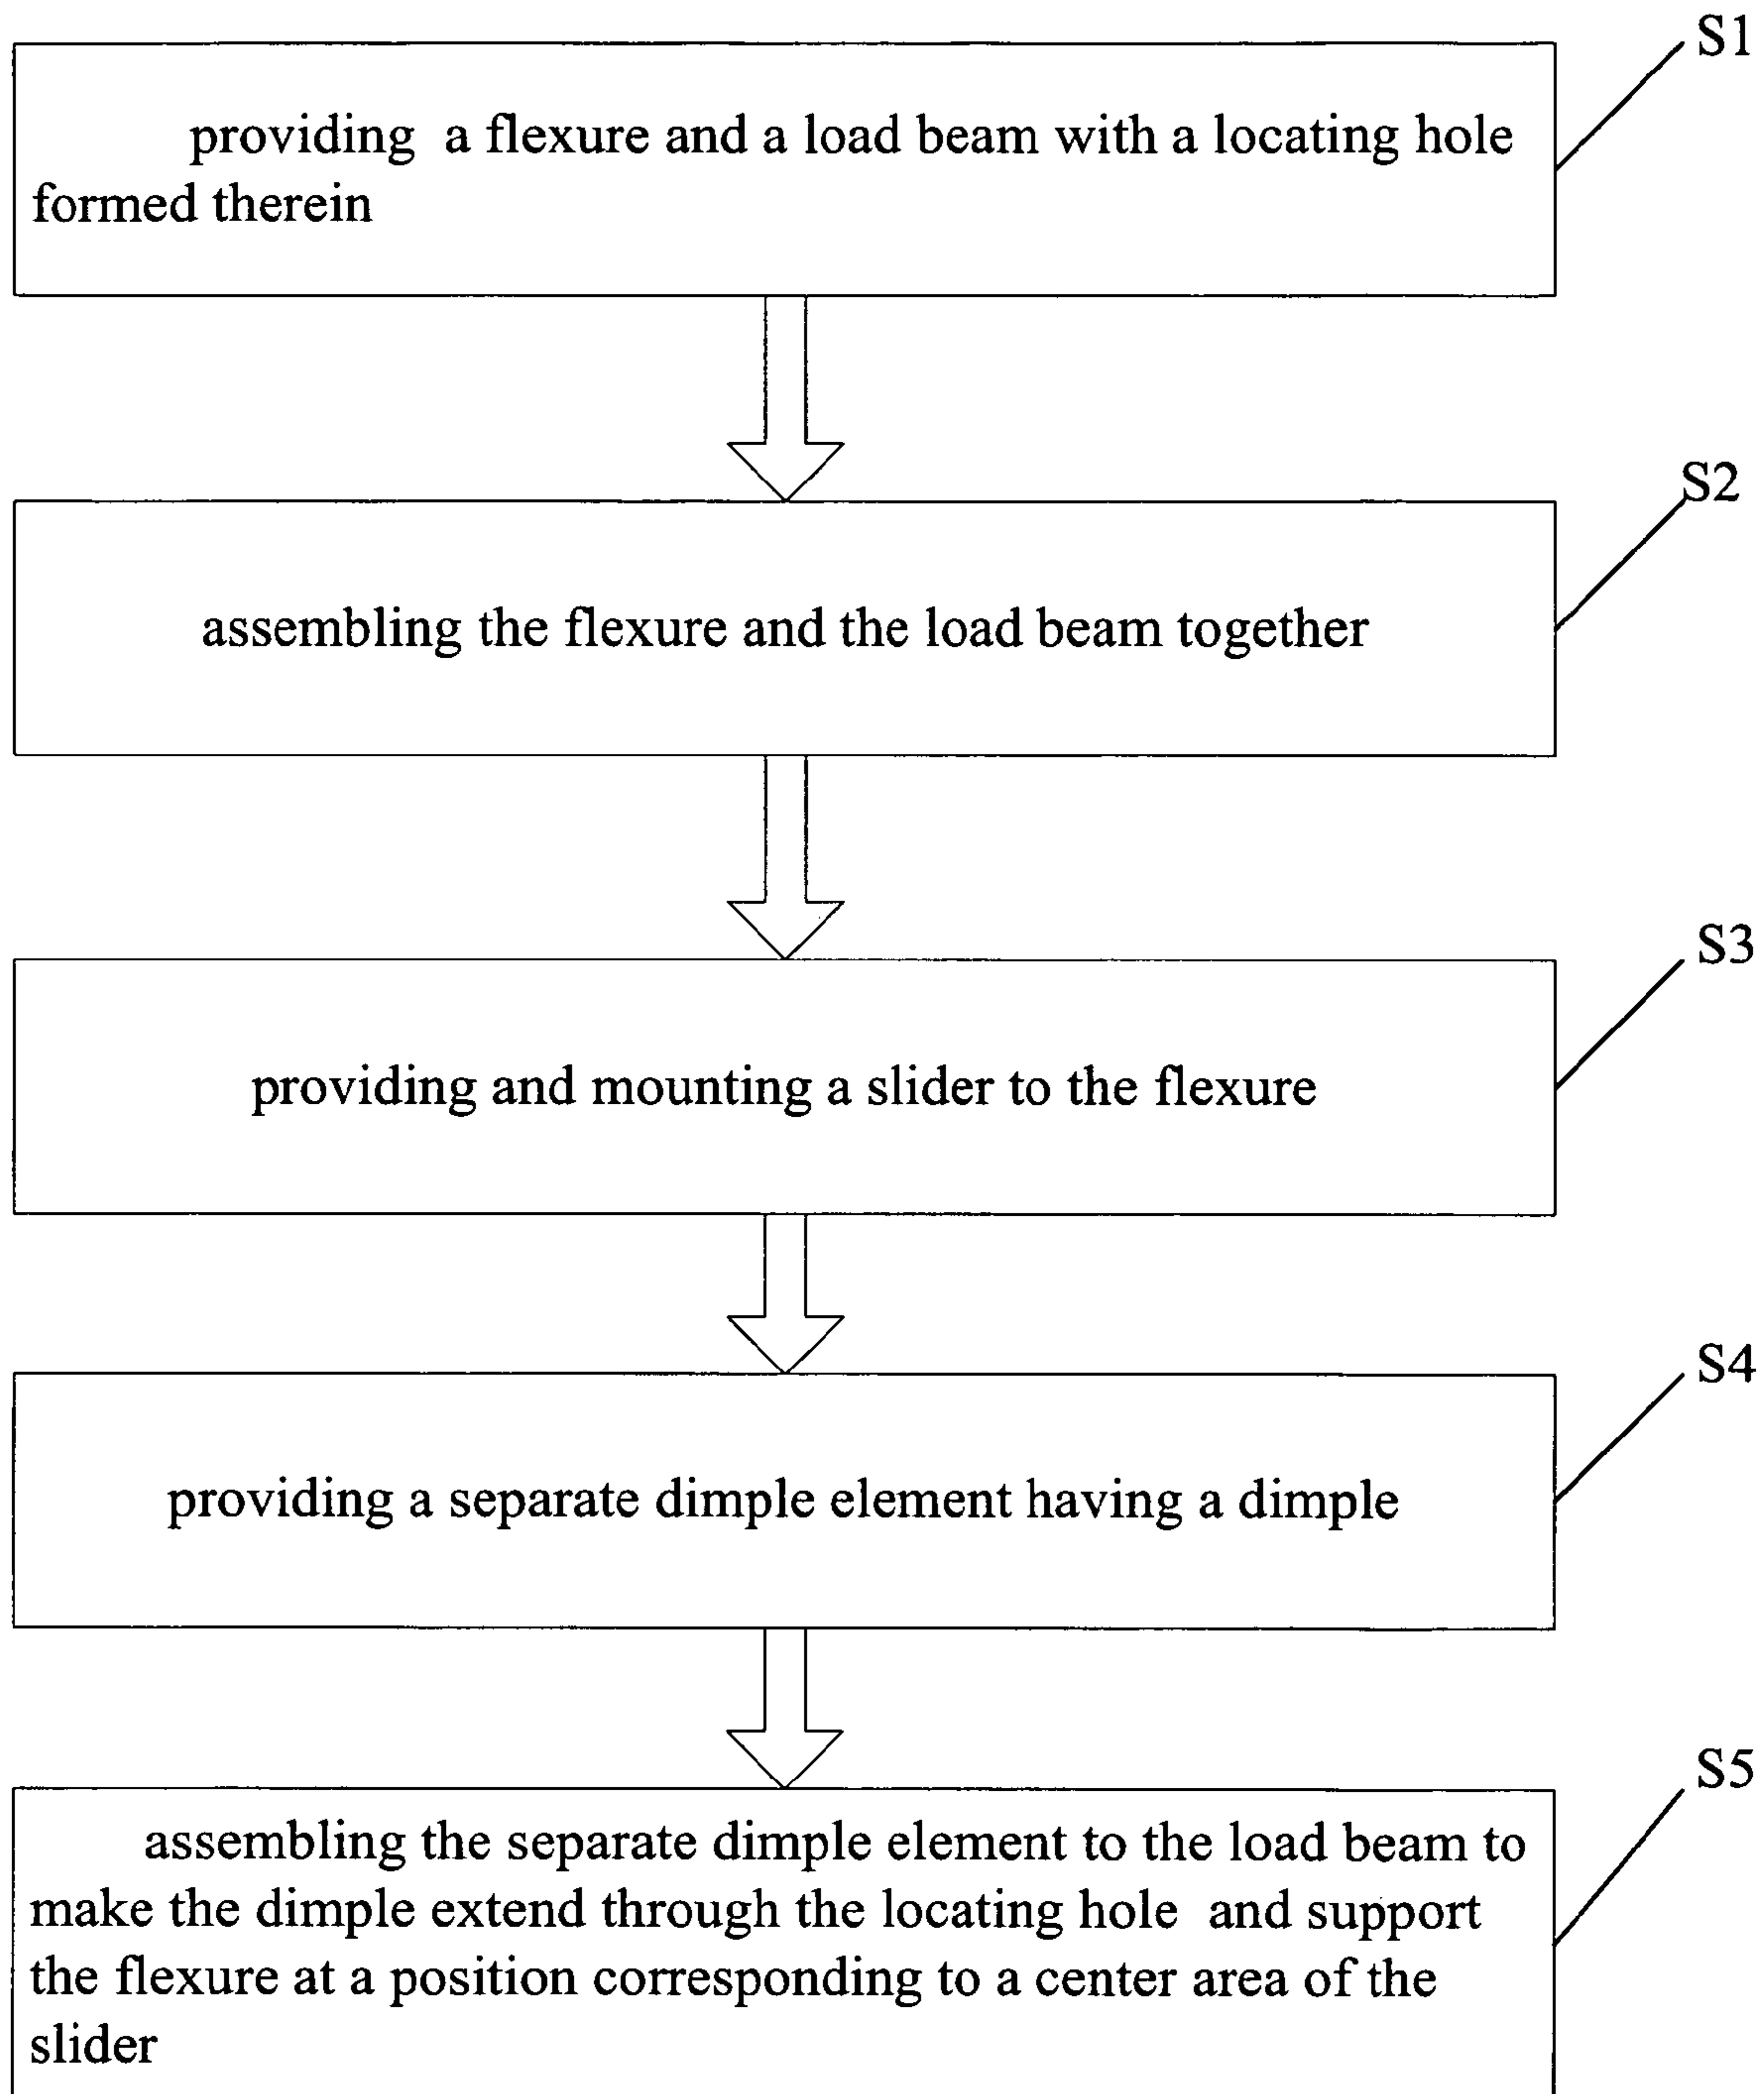 S1
providing a flexure and a load beam with a locating hole
formed therein
S2
assembling the flexure and the load beam together
S3
providing and mounting a slider to the flexure
S4
providing a separate dimple element having a dimple
S5
assembling the separate dimple element to the load beam to
make the dimple extend through the locating hole and support
the flexure at a position corresponding to a center area of the
slider